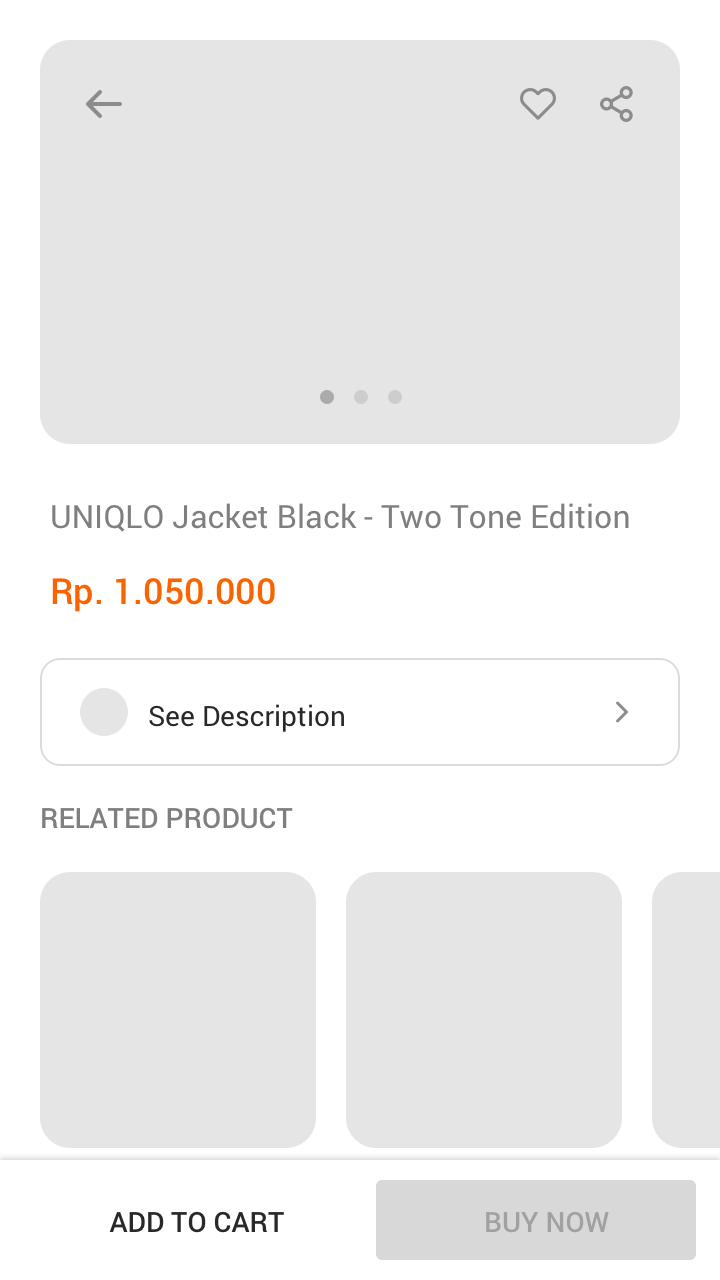 UNIQLO Jacket Black - Two Tone Edition
Rp. 1.050.000
See Description
RELATED PRODUCT
ADD TO CART
BUY NOW